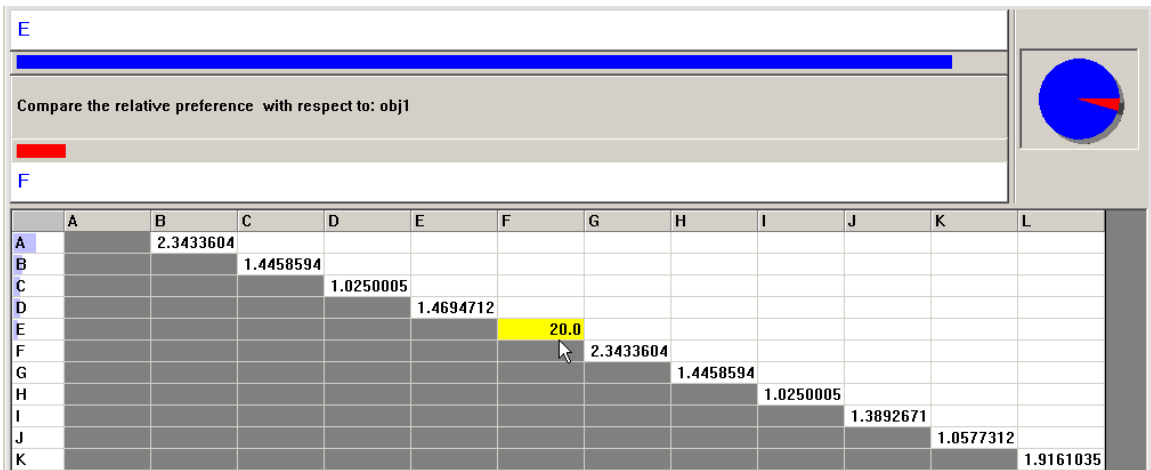 E
Compare the relative preference with respect to: obj1
F
A B C D E F G H I J K L
A 2.3433604
B 1.4458594
C 1.0250005
D 1.4694712
E 20.0
F 2.3433604
G 1.4458594
H 1.0250005
I 1.3892671
J 1.0577312
K 1.9161035